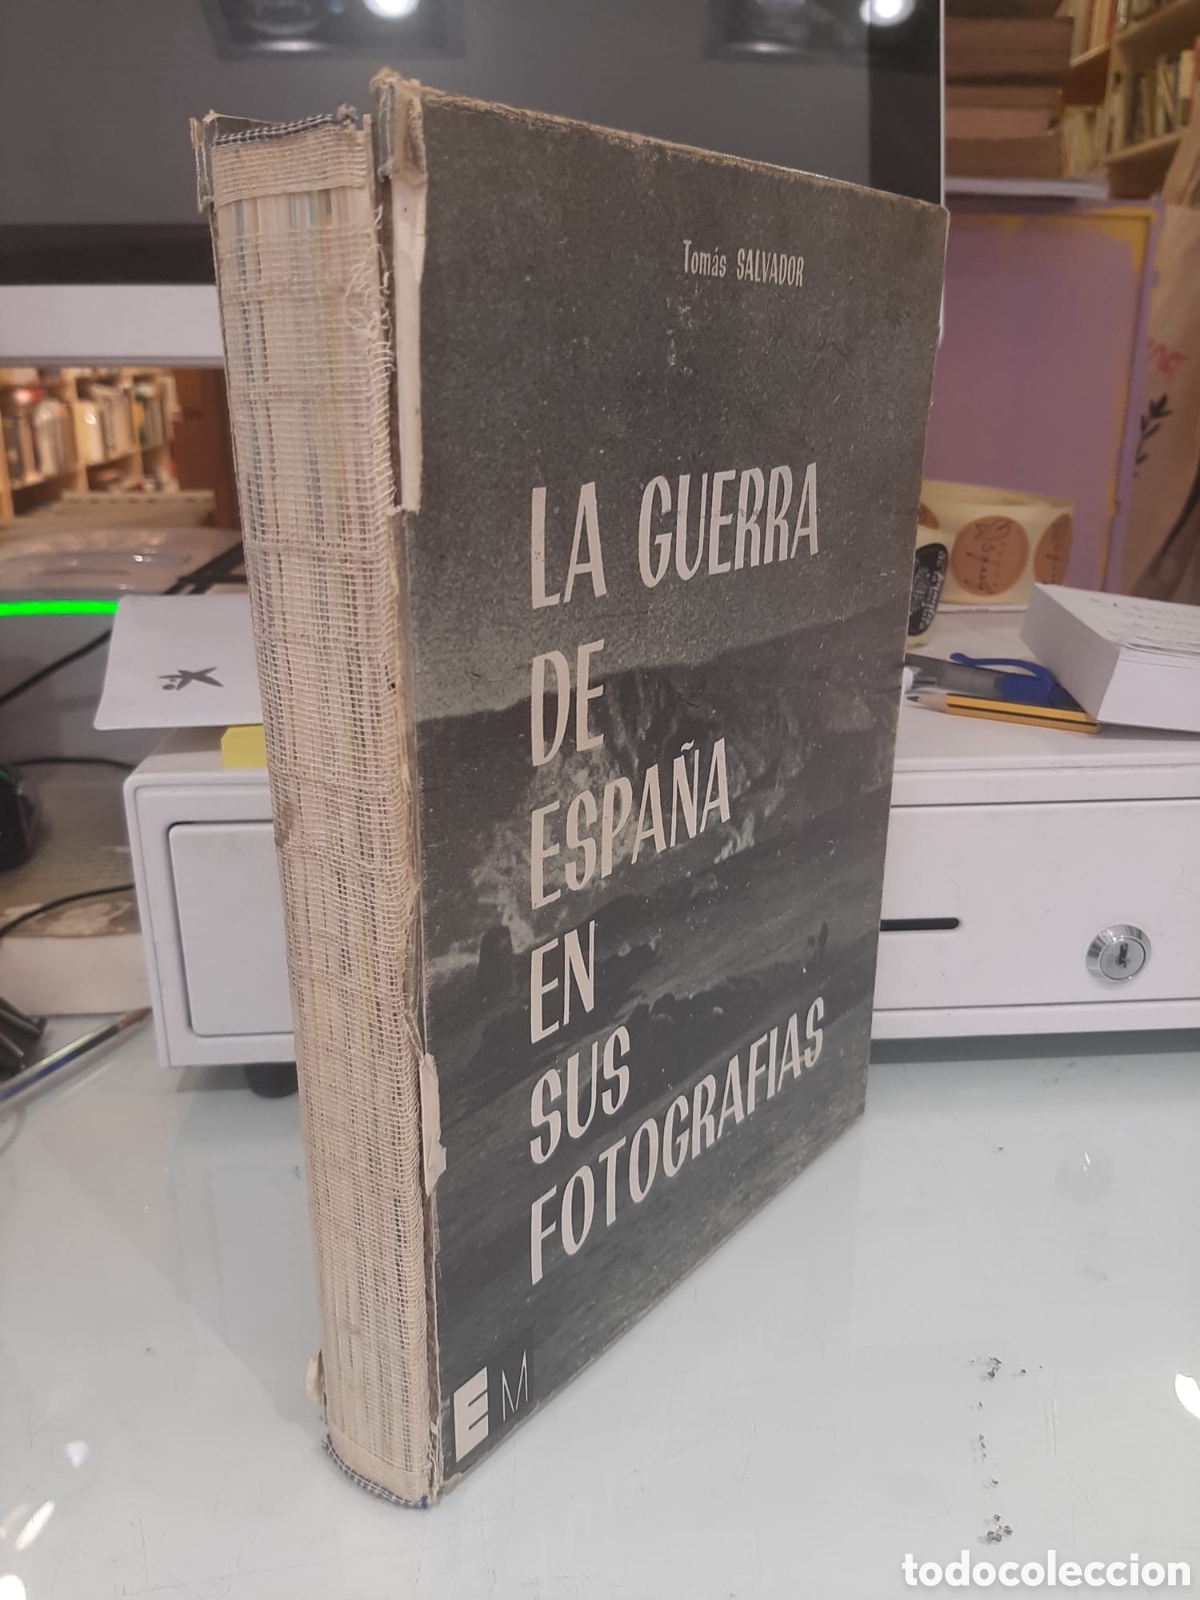 Tomás SALVADOR
LA GUERRA
DE
ESPAÑA
EN
SUS
FOTOGRAFIAS
EM
todocoleccion